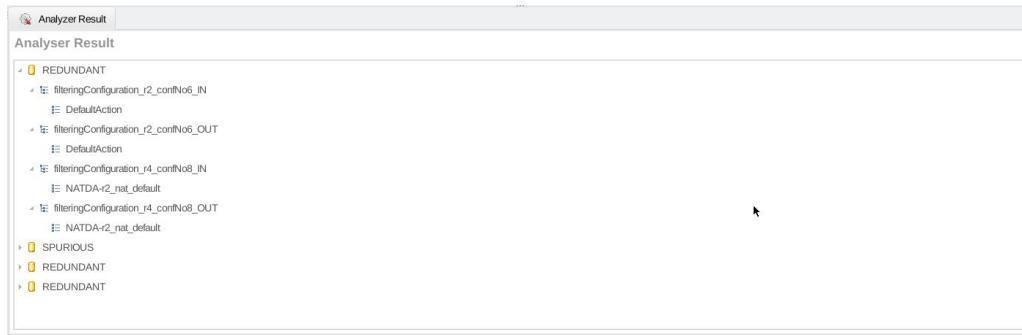 Analyzer Result
Analyser Result
REDUNDANT
filteringConfiguration_r2_confNo6_IN
DefaultAction
filteringConfiguration_r2_confNo6_OUT
DefaultAction
filteringConfiguration_r4_confNo8_IN
NATDA-r2_nat_default
filteringConfiguration_r4_confNo8_OUT
NATDA-r2_nat_default
SPURIOUS
REDUNDANT
REDUNDANT